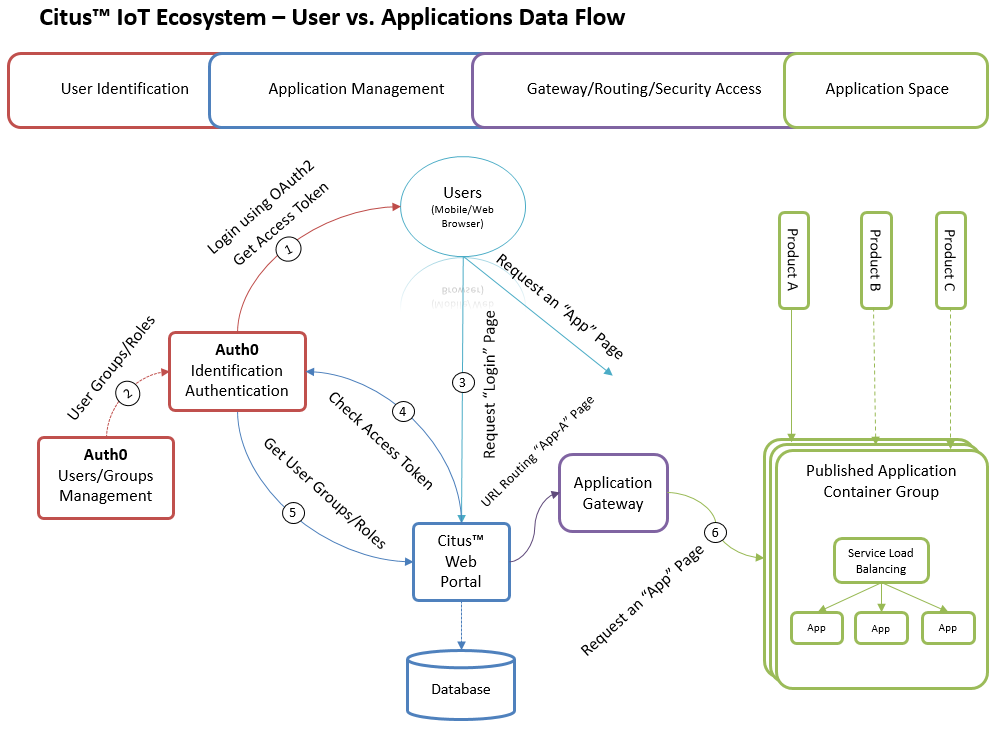 Citus™ IoT Ecosystem – User vs. Applications Data Flow
User Identification
Application Management
Gateway/Routing/Security Access
Application Space
Login using OAuth2
Get Access Token
1
Users
(Mobile/Web
Browser)
Browser)
(Mobile/Web
Request an “App” Page
Product A
Product B
Product C
User Groups/Roles
2
Auth0
Identification
Authentication
3
Request “Login” Page
4
Check Access Token
Auth0
Users/Groups
Management
Get User Groups/Roles
5
URL Routing “App-A” Page
Application
Gateway
Citus™
Web
Portal
6
Request an “App” Page
Published Application
Container Group
Service Load
Balancing
App
App
App
Database